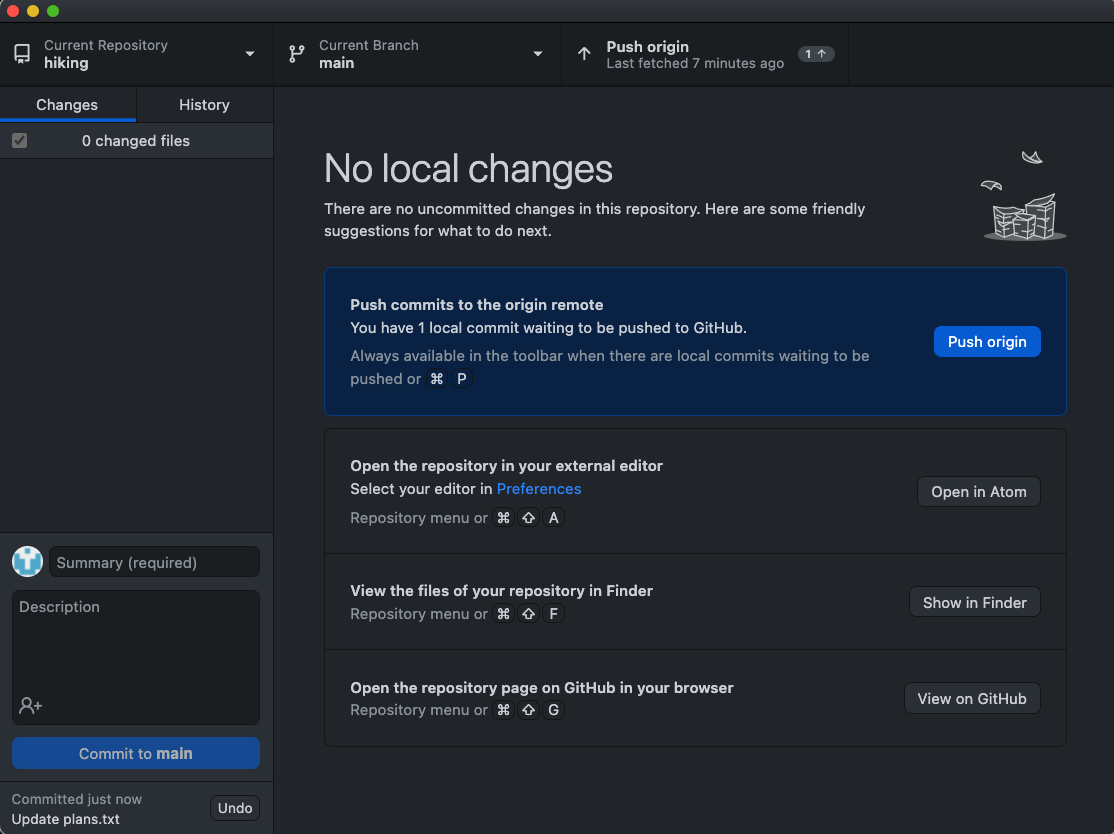 Current Repository
hiking
Current Branch
main
Push origin
Last fetched 7 minutes ago
1 ↑
Changes
History
0 changed files
No local changes
There are no uncommitted changes in this repository. Here are some friendly
suggestions for what to do next.
Push commits to the origin remote
You have 1 local commit waiting to be pushed to GitHub.
Always available in the toolbar when there are local commits waiting to be
pushed or ⌘ P
Push origin
Open the repository in your external editor
Select your editor in Preferences
Repository menu or ⌘ ⇧ A
Open in Atom
View the files of your repository in Finder
Repository menu or ⌘ ⇧ F
Show in Finder
Open the repository page on GitHub in your browser
Repository menu or ⌘ ⇧ G
View on GitHub
Summary (required)
Description
Commit to main
Committed just now
Update plans.txt
Undo